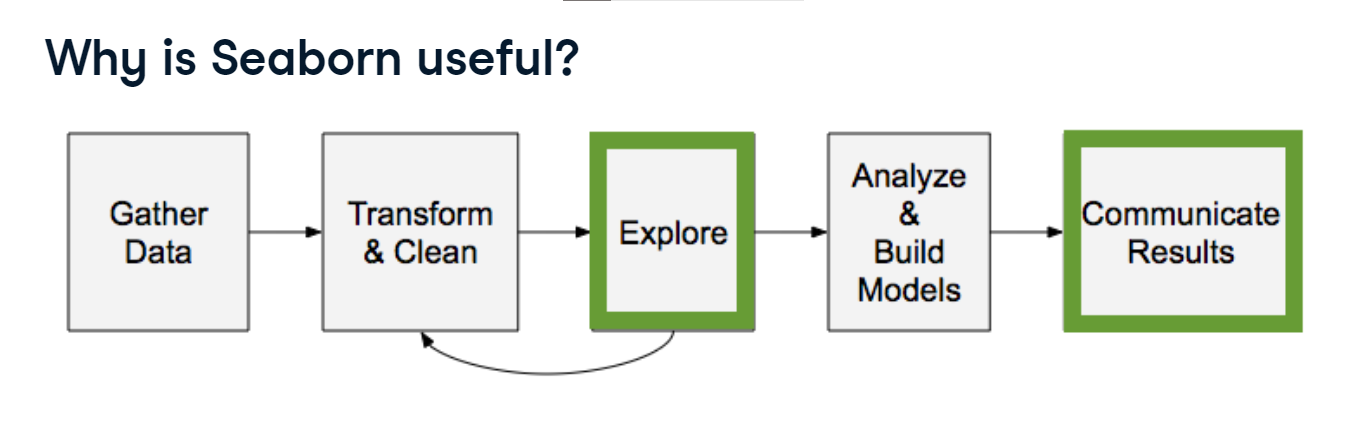 Why is Seaborn useful?
Gather
Data
Transform
& Clean
Explore
Analyze
&
Build
Models
Communicate
Results